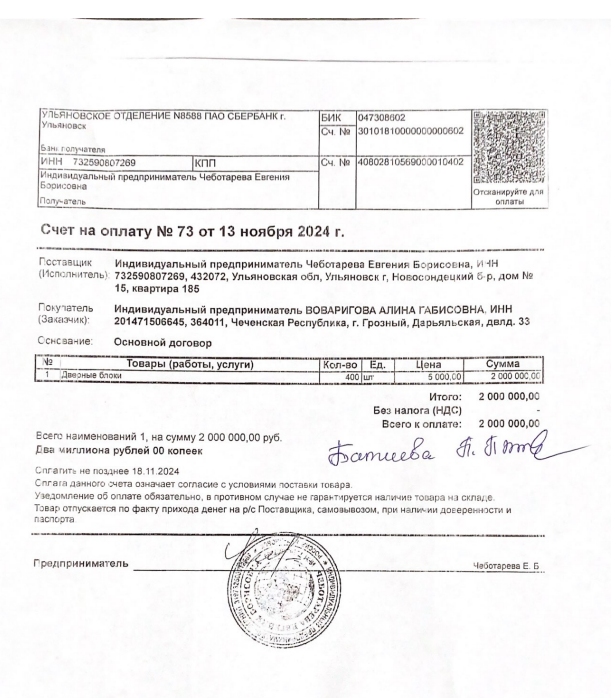 УЛЬЯНОВСКОЕ ОТДЕЛЕНИЕ N8588 ПАО СБЕРБАНК г.
Ульяновск
Банк получателя
БИК 047308602
Сч. № 30101810000000000602
ИНН 732590807269 КПП
Сч. № 40802810569000010402
Индивидуальный предприниматель Чеботарева Евгения
Борисовна
Получатель
Отсканируйте для
оплаты
Счет на оплату № 73 от 13 ноября 2024 г.
Поставщик Индивидуальный предприниматель Чеботарева Евгения Борисовна, ИНН
(Исполнитель): 732590807269, 432072, Ульяновская обл, Ульяновск г, Новосондецкий б-р, дом №
15, квартира 185
Покупатель Индивидуальный предприниматель ВОВАРИГОВА АЛИНА ГАБИСОВНА, ИНН
(Заказчик): 201471506645, 364011, Чеченская Республика, г. Грозный, Дарьяльская, двлд. 33
Основание: Основной договор
№ Товары (работы, услуги) Кол-во Ед. Цена Сумма
1 Дверные блоки 400 шт 5 000,00 2 000 000,00
Итого: 2 000 000,00
Без налога (НДС) -
Всего к оплате: 2 000 000,00
Всего наименований 1, на сумму 2 000 000,00 руб.
Два миллиона рублей 00 копеек
Оплатить не позднее 18.11.2024
Оплата данного счета означает согласие с условиями поставки товара.
Уведомление об оплате обязательно, в противном случае не гарантируется наличие товара на складе.
Товар отпускается по факту прихода денег на р/с Поставщика, самовывозом, при наличии доверенности и
паспорта.
Предприниматель Чеботарева Е. Б.